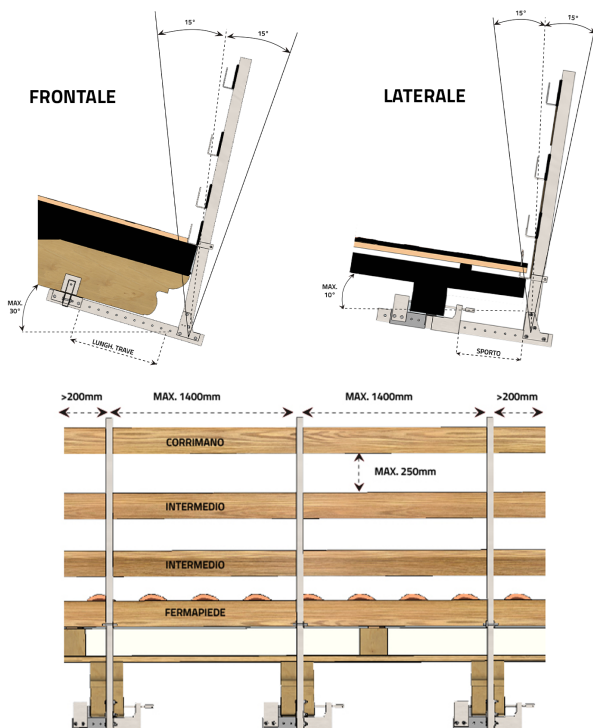 15°
15°
FRONTALE
MAX.
30°
LUNGH. TRAVE
15°
15°
LATERALE
MAX.
10°
SPORTO
>200mm
MAX. 1400mm
MAX. 1400mm
>200mm
CORRIMANO
MAX. 250mm
INTERMEDIO
INTERMEDIO
FERMAPIEDE